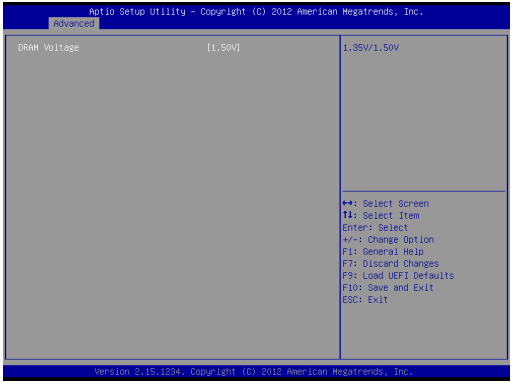 Aptio Setup Utility – Copyright (C) 2012 American Megatrends, Inc.
Advanced
DRAM Voltage [1.50V]
1.35V/1.50V
↔: Select Screen
↑↓: Select Item
Enter: Select
+/-: Change Option
F1: General Help
F7: Discard Changes
F9: Load UEFI Defaults
F10: Save and Exit
ESC: Exit
Version 2.15.1234. Copyright (C) 2012 American Megatrends, Inc.